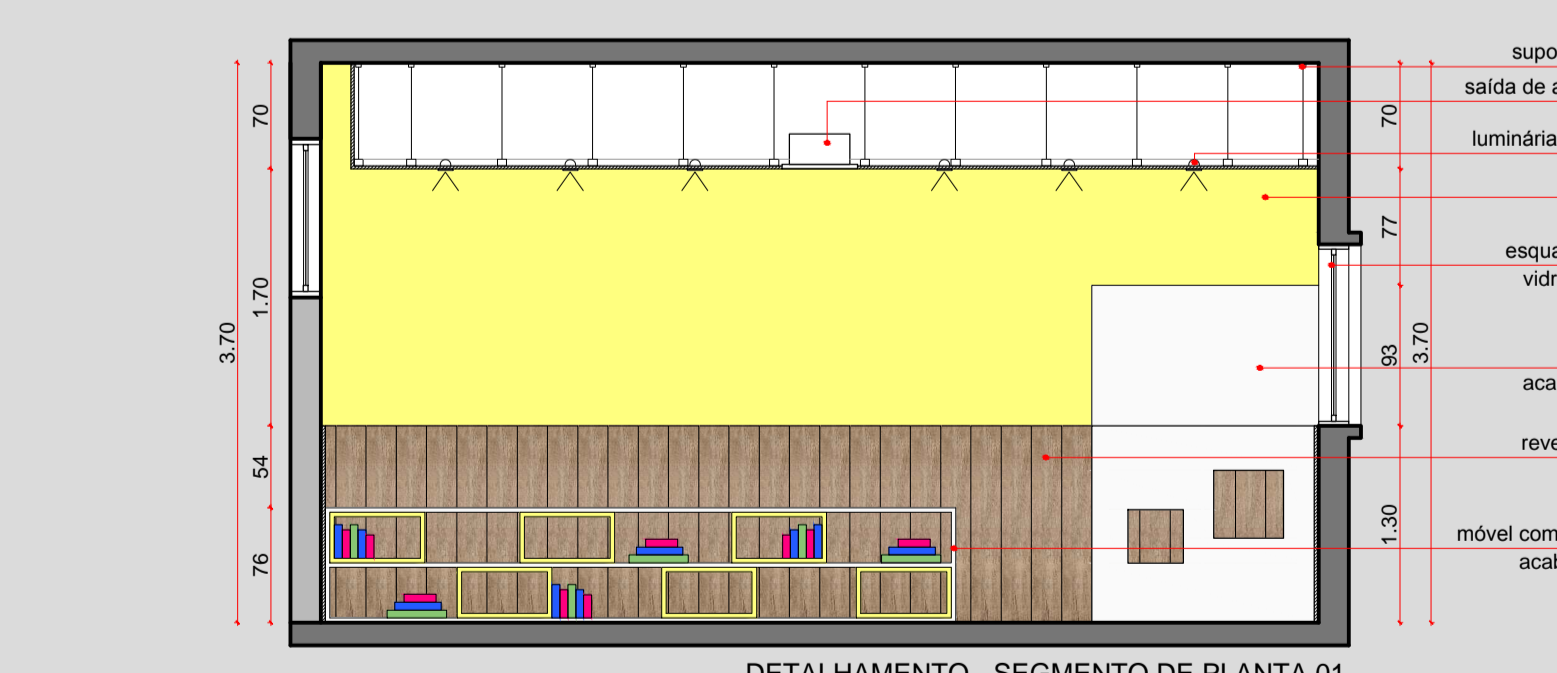 supo
saída de a
luminária
esqua
vidr
aca
reve
móvel com
acab
70
1.70
3.70
54
76
70
77
93
3.70
1.30
DETALHAMENTO - SEGMENTO DE PLANTA 01